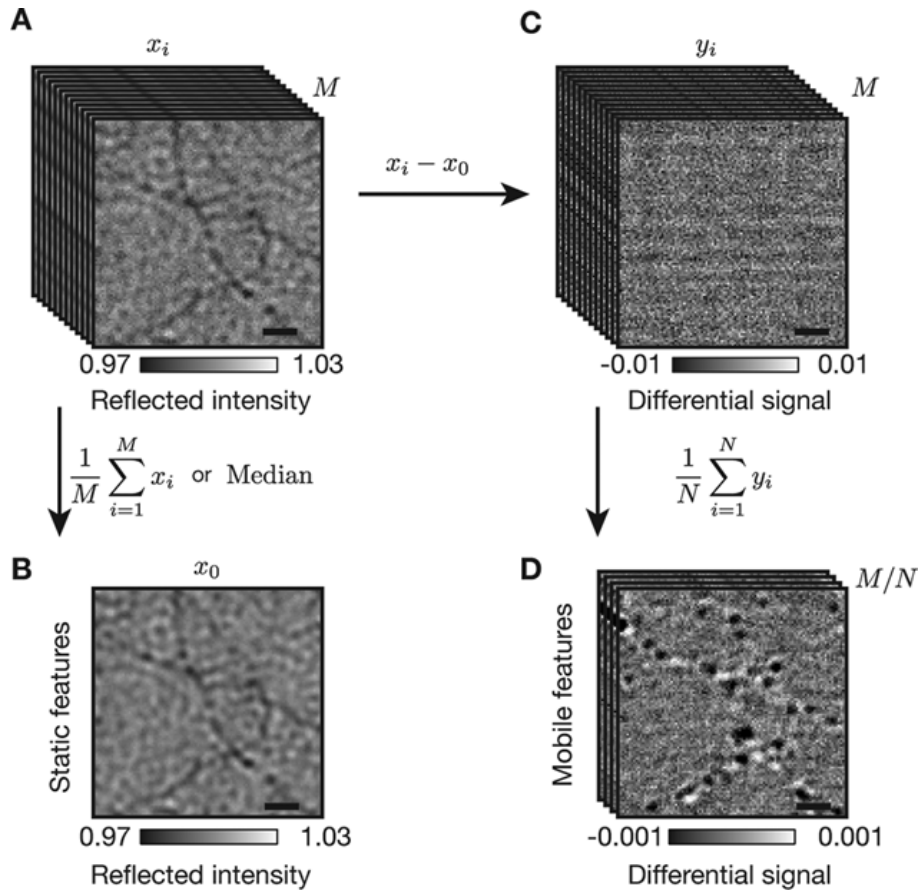 A
x_i
M
0.97 1.03
Reflected intensity
x_i − x_0
C
y_i
M
-0.01 0.01
Differential signal
1/M ∑_{i=1}^{M} x_i or Median
1/N ∑_{i=1}^{N} y_i
B
x_0
Static features
0.97 1.03
Reflected intensity
D
M/N
Mobile features
-0.001 0.001
Differential signal